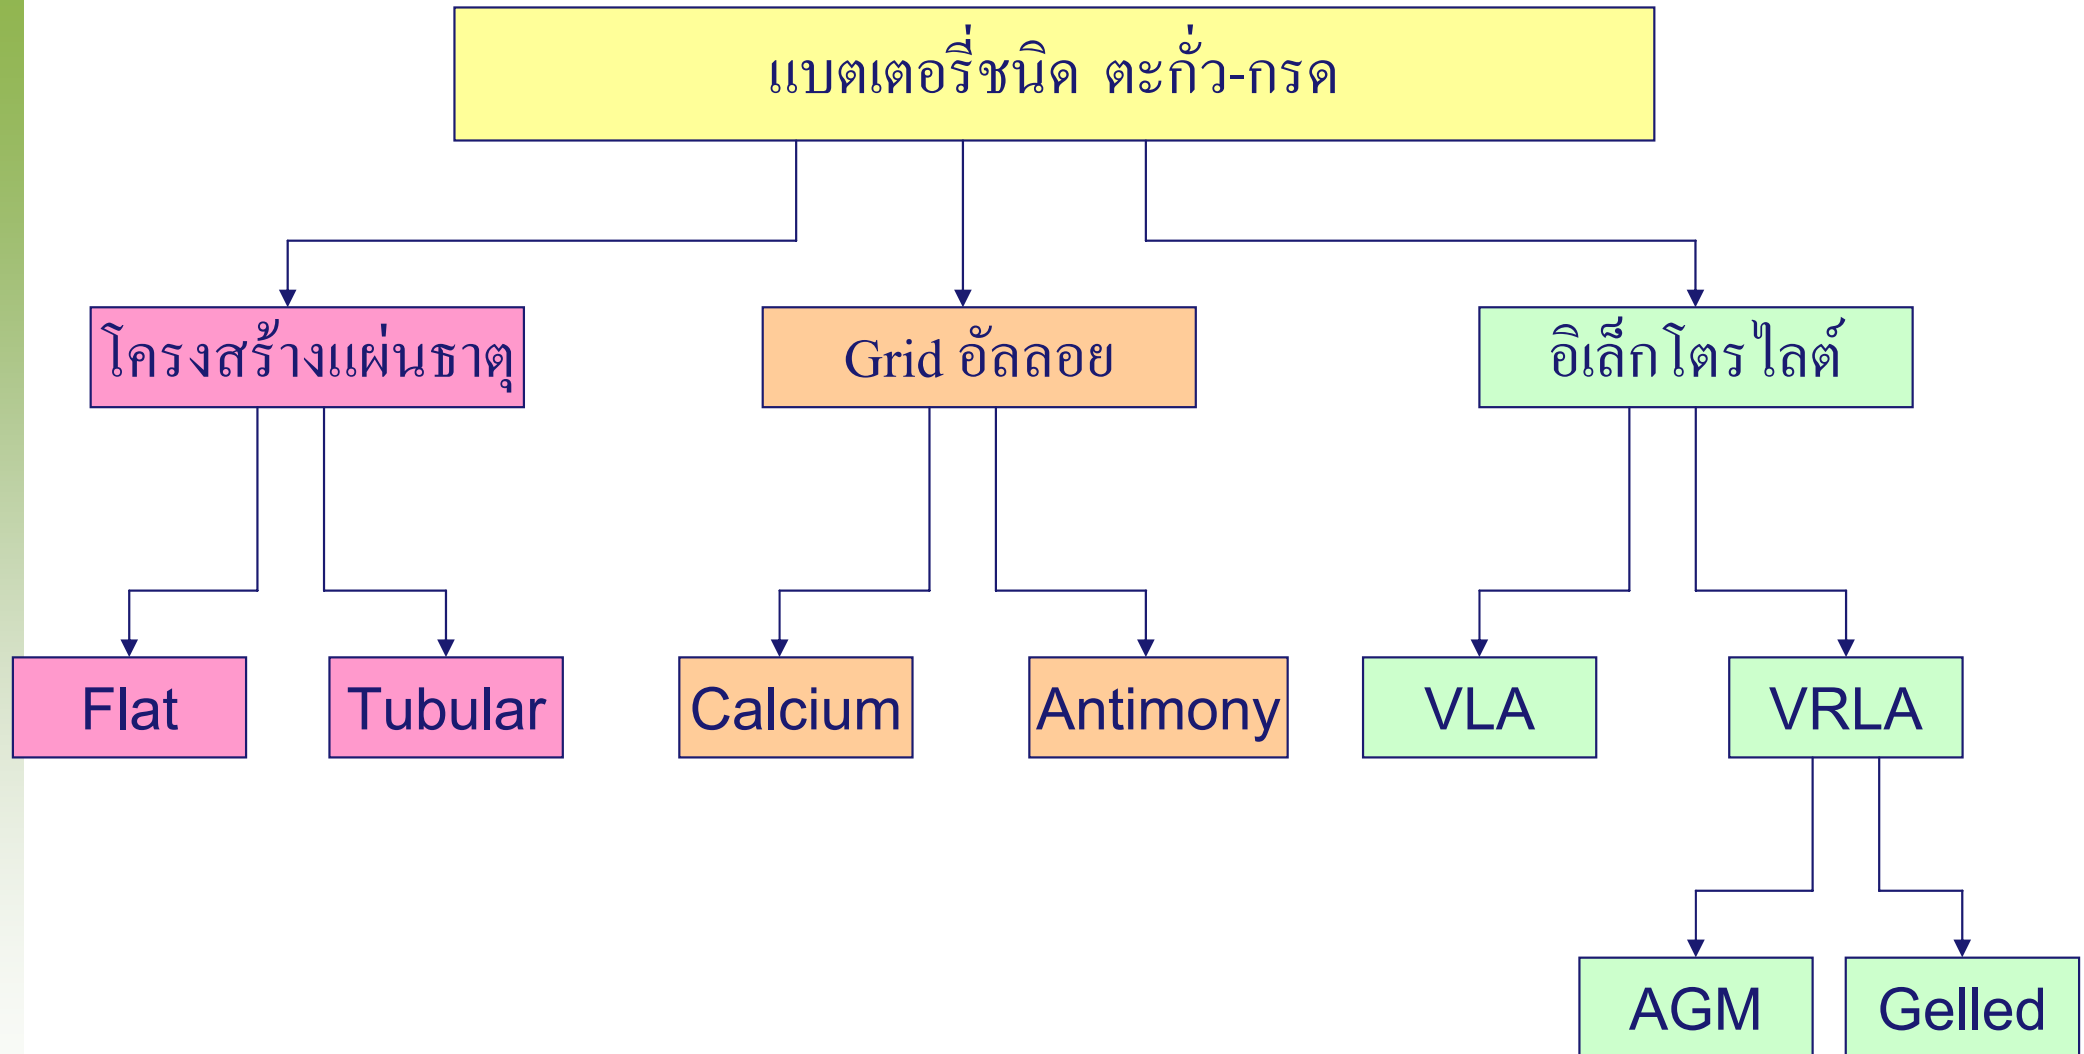 แบตเตอรี่ชนิด ตะกั่ว-กรด
โครงสร้างแผ่นธาตุ
Grid อัลลอย
อิเล็กโตรไลต์
Flat
Tubular
Calcium
Antimony
VLA
VRLA
AGM
Gelled